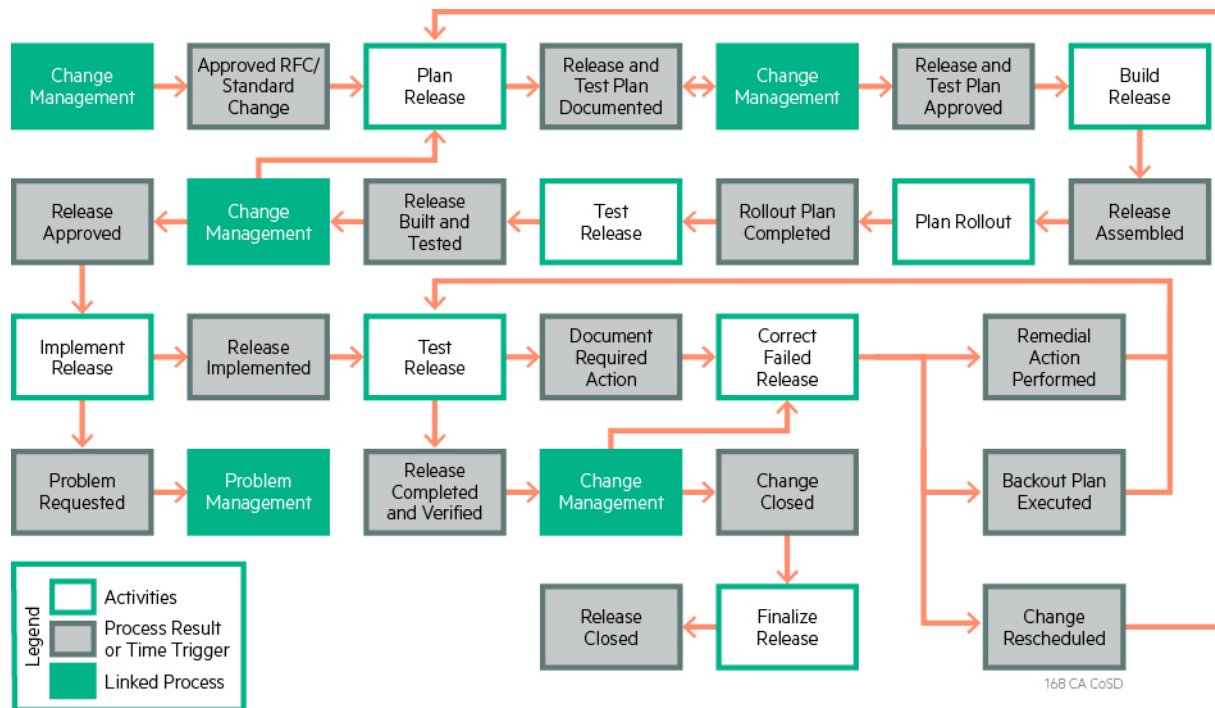 Change
Management
Approved RFC/
Standard
Change
Plan
Release
Release and
Test Plan
Documented
Change
Management
Release and
Test Plan
Approved
Build
Release
Release
Approved
Change
Management
Release
Built and
Tested
Test
Release
Rollout Plan
Completed
Plan Rollout
Release
Assembled
Implement
Release
Release
Implemented
Test
Release
Document
Required
Action
Correct
Failed
Release
Remedial
Action
Performed
Problem
Requested
Problem
Management
Release
Completed
and Verified
Change
Management
Change
Closed
Backout Plan
Executed
Legend
Activities
Process Result
or Time Trigger
Linked Process
Release
Closed
Finalize
Release
Change
Rescheduled
168 CA CoSD